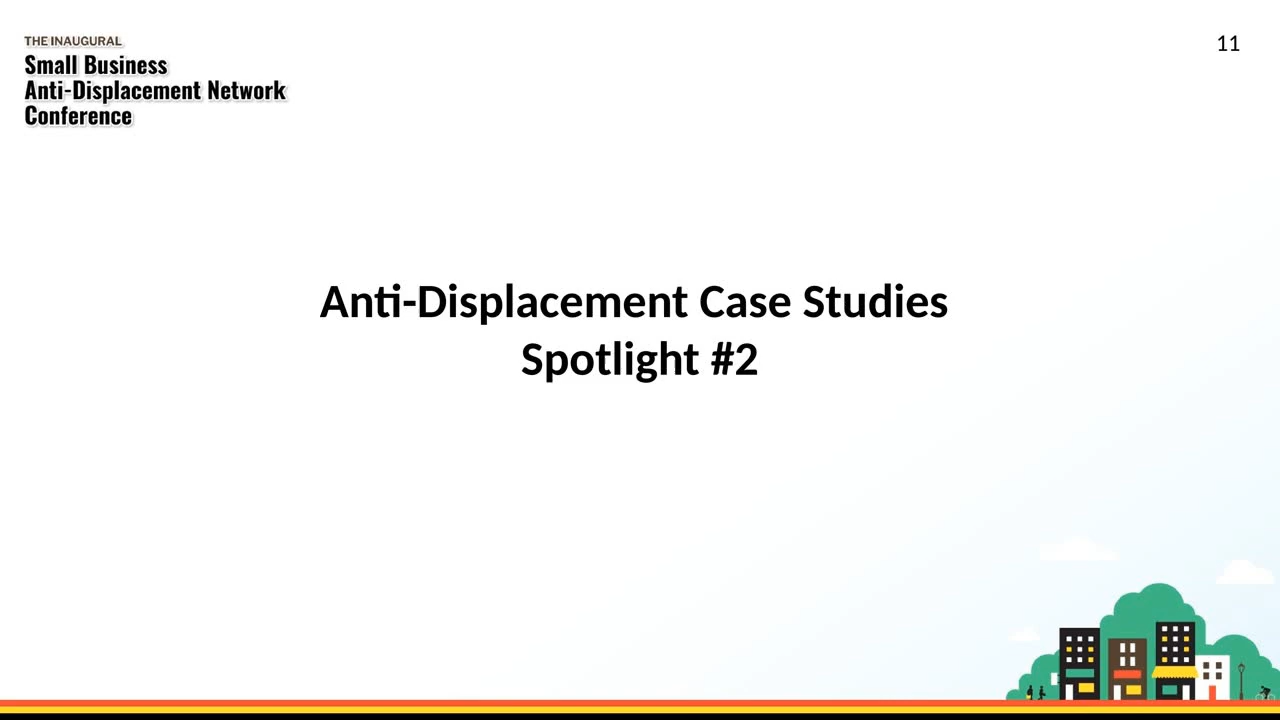 THE INAUGURAL
Small Business
Anti-Displacement Network
Conference
11
Anti-Displacement Case Studies
Spotlight #2